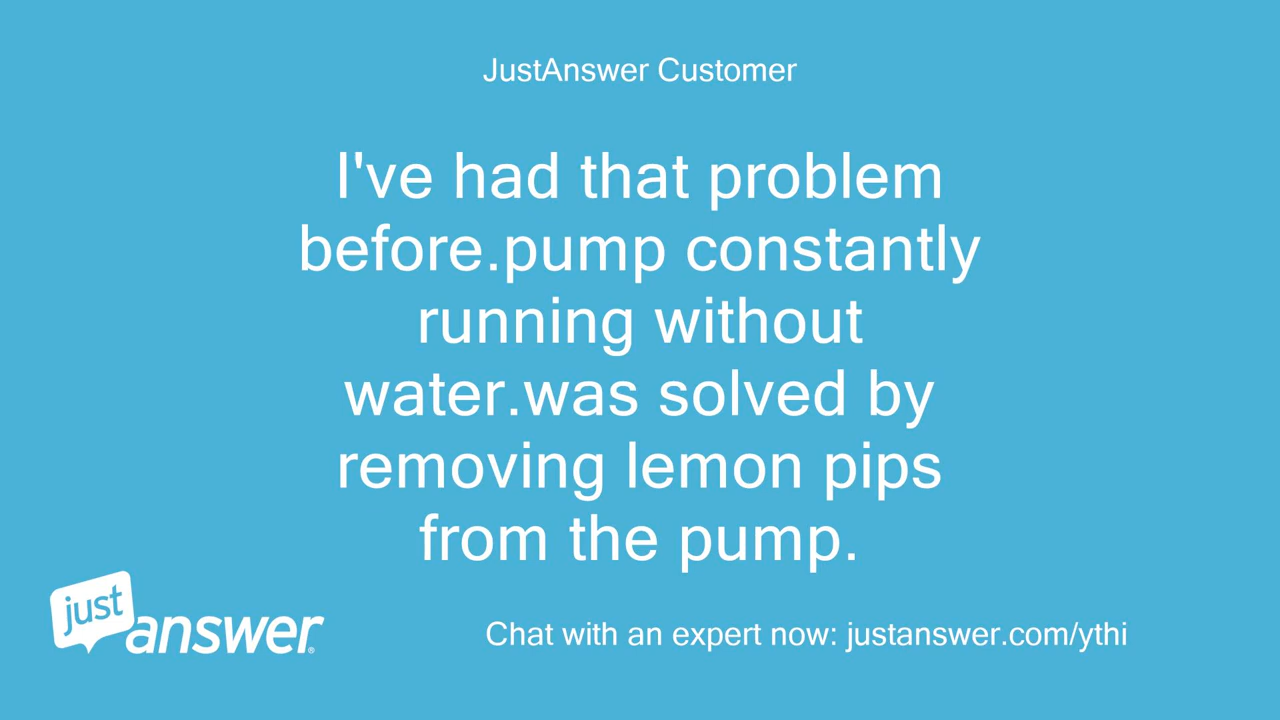 JustAnswer Customer
I've had that problem
before.pump constantly
running without
water.was solved by
removing lemon pips
from the pump.
just
answer®
Chat with an expert now: justanswer.com/ythi